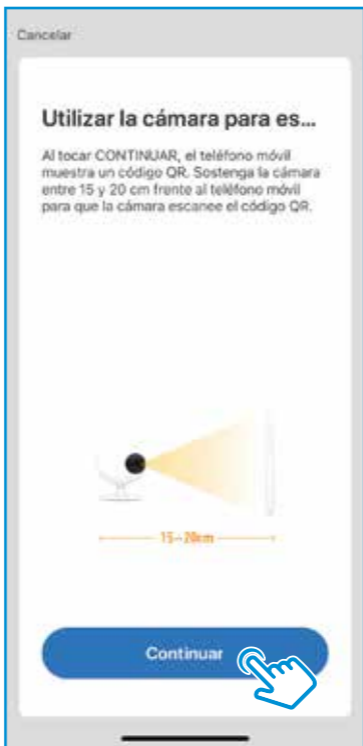 Cancelar
Utilizar la cámara para es...
Al tocar CONTINUAR, el teléfono móvil
muestra un código QR. Sostenga la cámara
entre 15 y 20 cm frente al teléfono móvil
para que la cámara escanee el código QR.
15~20cm
Continuar